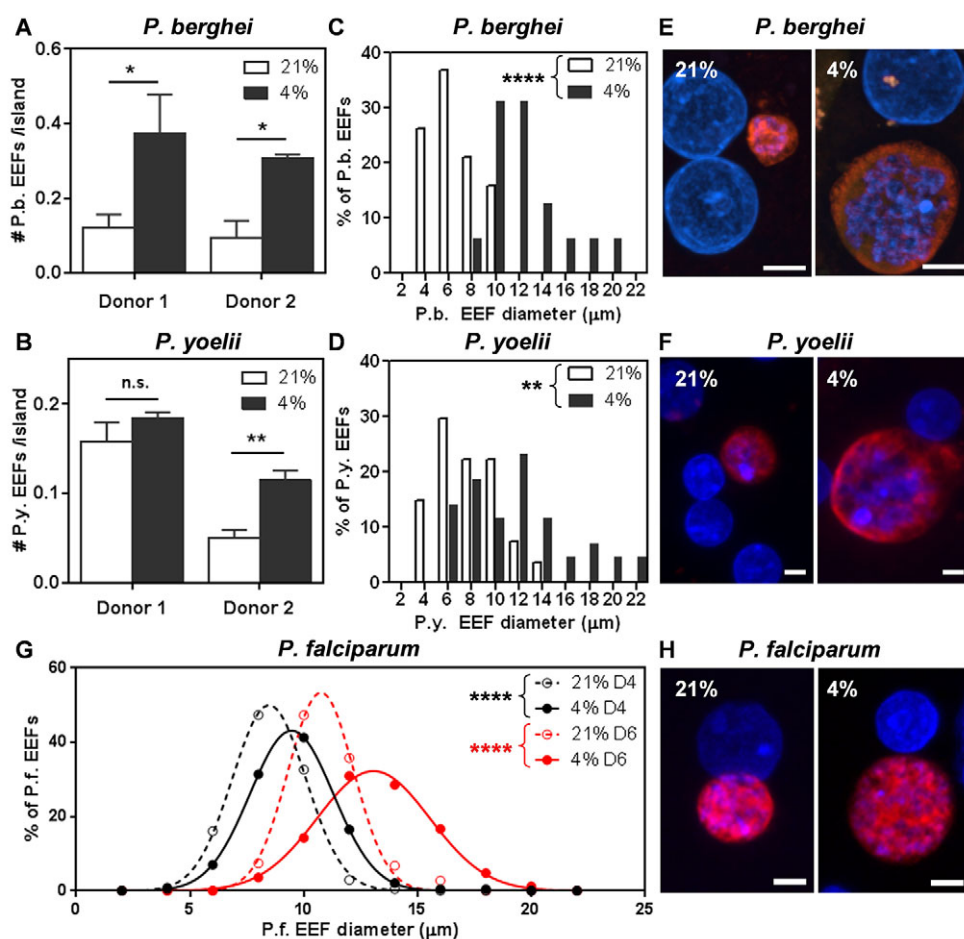 A
P. berghei
# P.b. EEFs /island
0.6
0.4
0.2
0.0
*
*
21%
4%
Donor 1
Donor 2
C
P. berghei
% of P.b. EEFs
40
30
20
10
0
****
21%
4%
2 4 6 8 10 12 14 16 18 20 22
P.b. EEF diameter (μm)
E
P. berghei
21%
4%
B
P. yoelii
# P.y. EEFs /island
0.2
0.1
0.0
n.s.
**
21%
4%
Donor 1
Donor 2
D
P. yoelii
% of P.y. EEFs
40
30
20
10
0
**
21%
4%
2 4 6 8 10 12 14 16 18 20 22
P.y. EEF diameter (μm)
F
P. yoelii
21%
4%
G
P. falciparum
% of P.f. EEFs
60
40
20
0
****
21% D4
4% D4
****
21% D6
4% D6
0 5 10 15 20 25
P.f. EEF diameter (μm)
H
P. falciparum
21%
4%